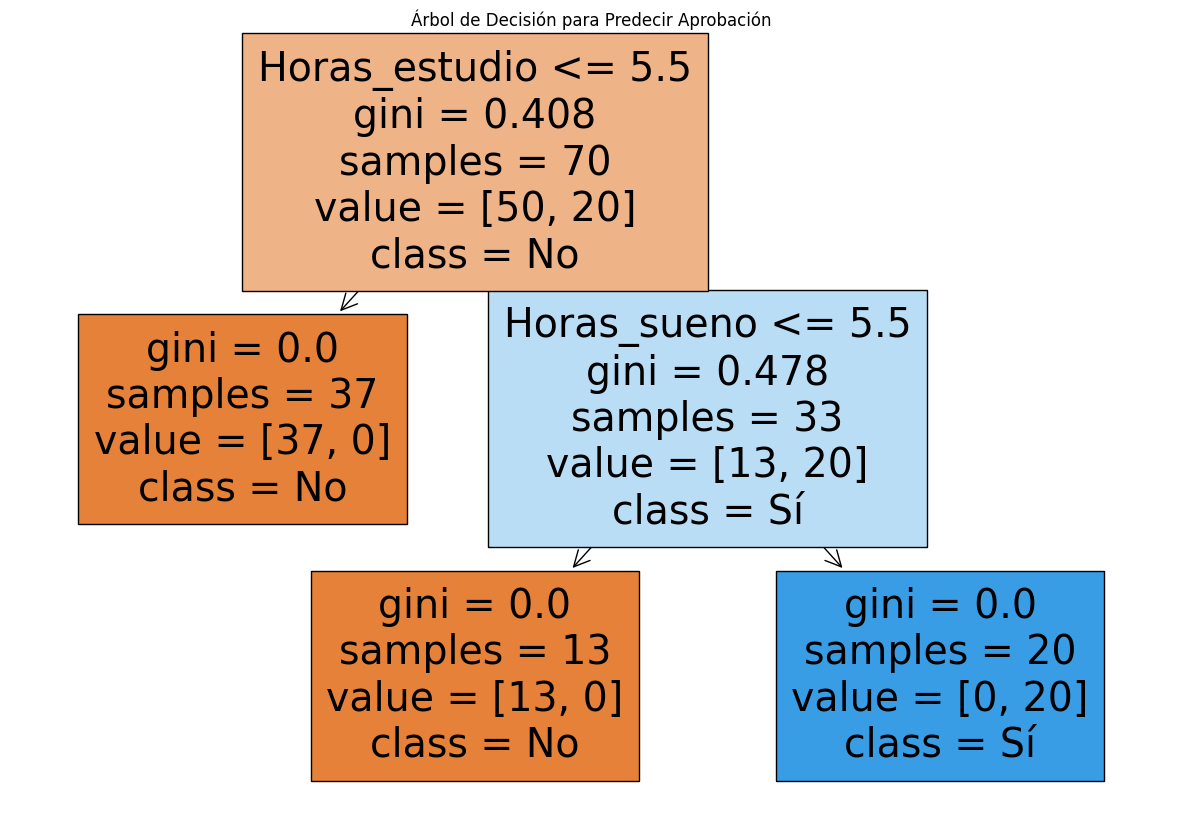 Árbol de Decisión para Predecir Aprobación
Horas_estudio <= 5.5
gini = 0.408
samples = 70
value = [50, 20]
class = No
gini = 0.0
samples = 37
value = [37, 0]
class = No
Horas_sueno <= 5.5
gini = 0.478
samples = 33
value = [13, 20]
class = Sí
gini = 0.0
samples = 13
value = [13, 0]
class = No
gini = 0.0
samples = 20
value = [0, 20]
class = Sí